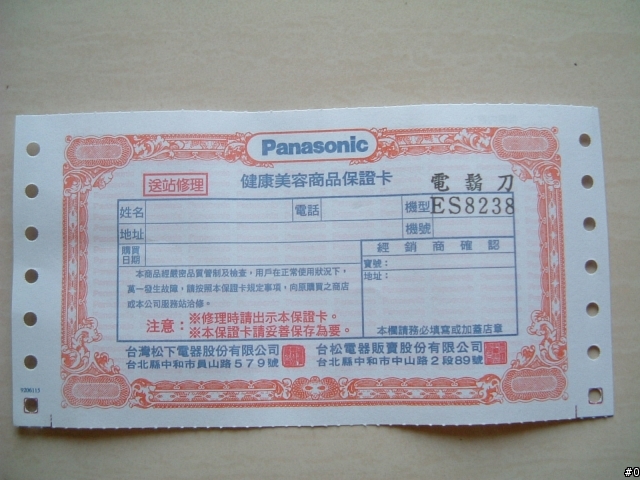 Panasonic
送站修理
健康美容商品保證卡
電鬍刀
姓名 電話 機型 ES8238
地址 機號
購買日期
經銷商確認
寶號：
地址：
本商品經嚴密品質管制及檢查，用戶在正常使用狀況下，
萬一發生故障，請按照本保證卡規定事項，向原購買之商店
或本公司服務站洽修。
注意：※修理時請出示本保證卡。
※本保證卡請妥善保存為要。
本欄請務必填寫或加蓋店章
台灣松下電器股份有限公司
台北縣中和市員山路579號
台松電器販賣股份有限公司
台北縣中和市中山路2段89號
#0